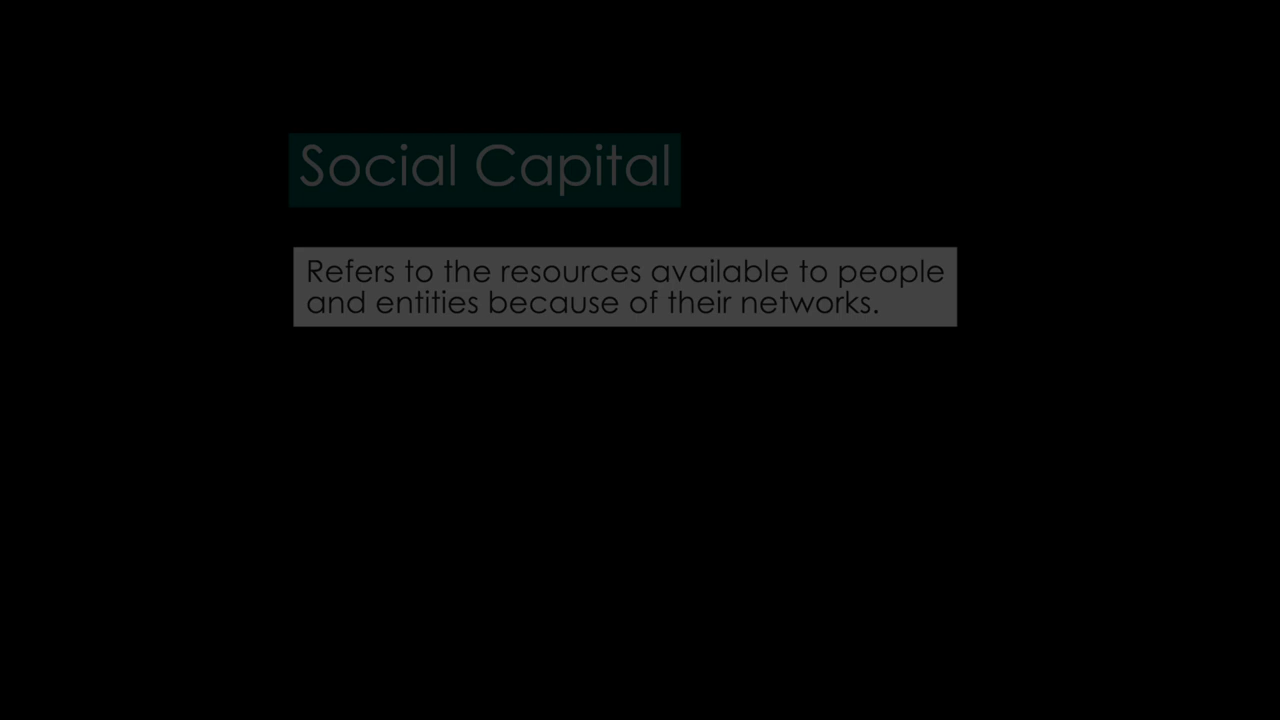 Social Capital
Refers to the resources available to people
and entities because of their networks.